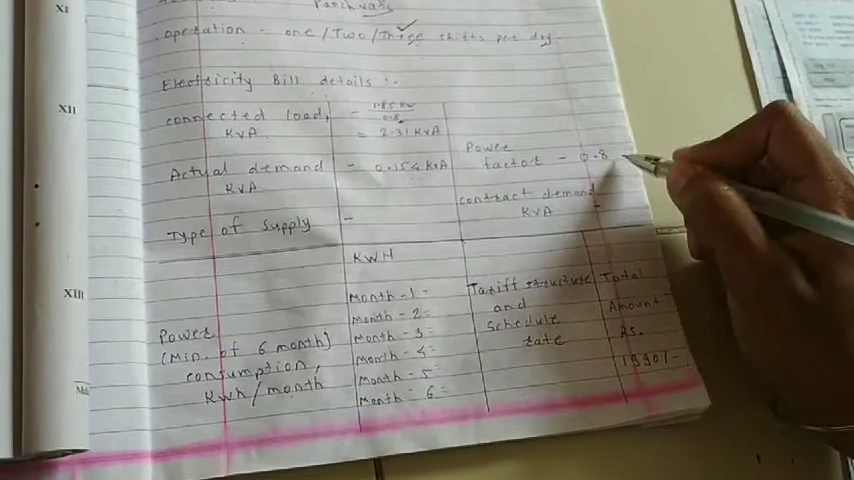 XI
XII
XIII
Panchvati
operation - one / Two / Three ✓ shifts per day -
Electricity Bill details :-
connected load, KVA - 1.85 KW / 0.8
= 2.31 KVA
Actual demand KVA - 0.154 KVA
Power factor - 0.8
contract demand KVA -
Type of supply -
KWH
Power
(Min. of 6 month)
consumption,
Kwh / month
Month - 1 =
Month - 2 =
Month - 3 =
Month - 4 =
Month - 5 =
Month - 6 =
Tariff structure
and
schedule
rate
Total
Amount
Rs.
1990/-